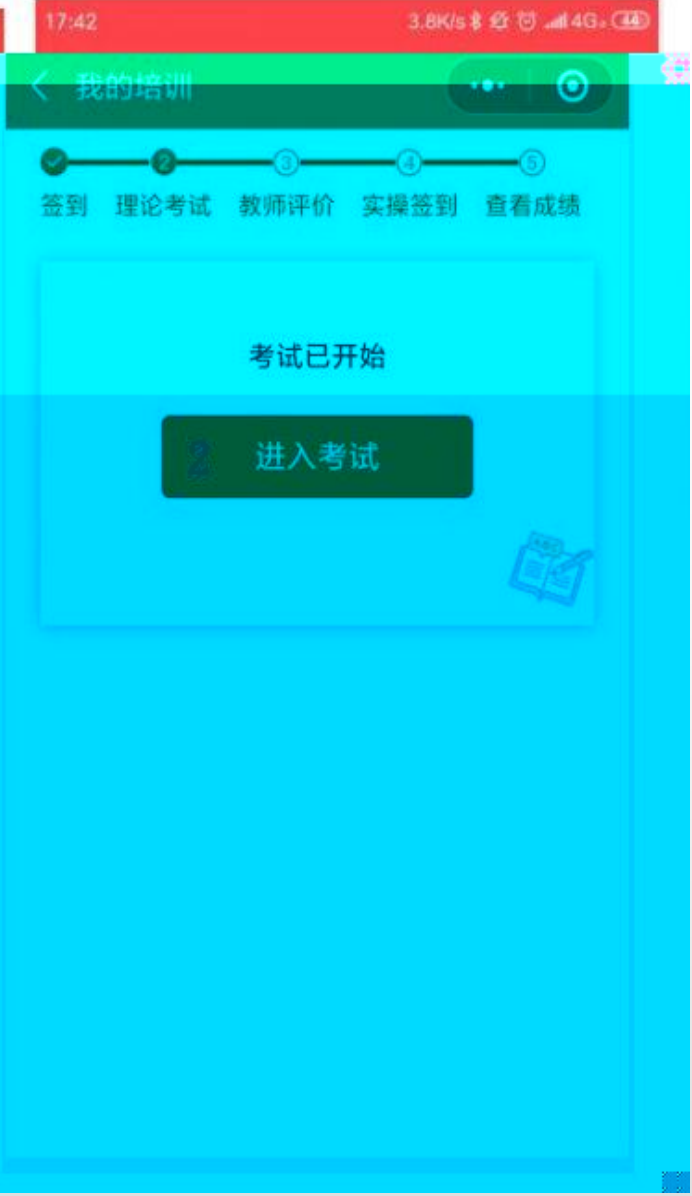 17:42 3.8K/s 4G 44
我的培训
2 3 4 5
签到 理论考试 教师评价 实操签到 查看成绩
考试已开始
2 进入考试
ABC